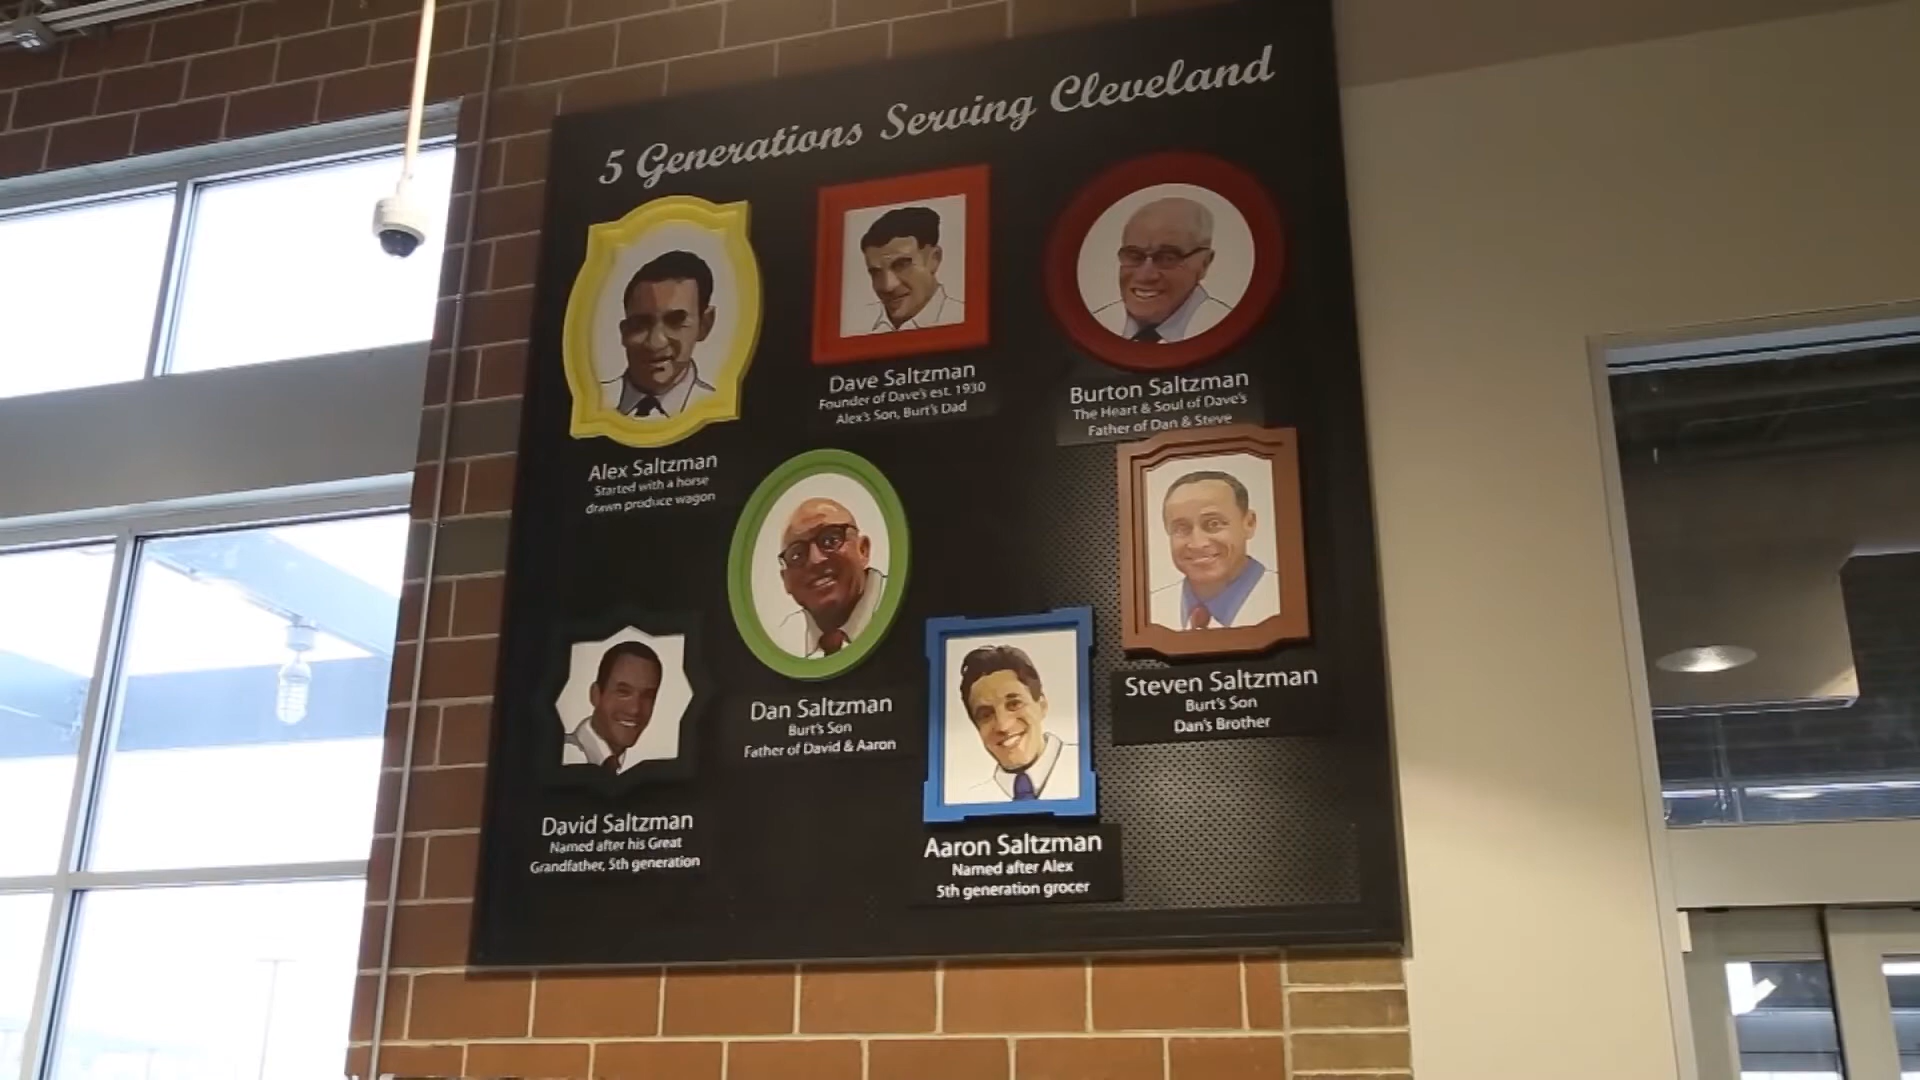 5 Generations Serving Cleveland
Alex Saltzman
Started with a horse
drawn produce wagon
Dave Saltzman
Founder of Dave's est. 1930
Alex's Son, Burt's Dad
Burton Saltzman
The Heart & Soul of Dave's
Father of Dan & Steve
David Saltzman
Named after his Great
Grandfather, 5th generation
Dan Saltzman
Burt's Son
Father of David & Aaron
Aaron Saltzman
Named after Alex
5th generation grocer
Steven Saltzman
Burt's Son
Dan's Brother